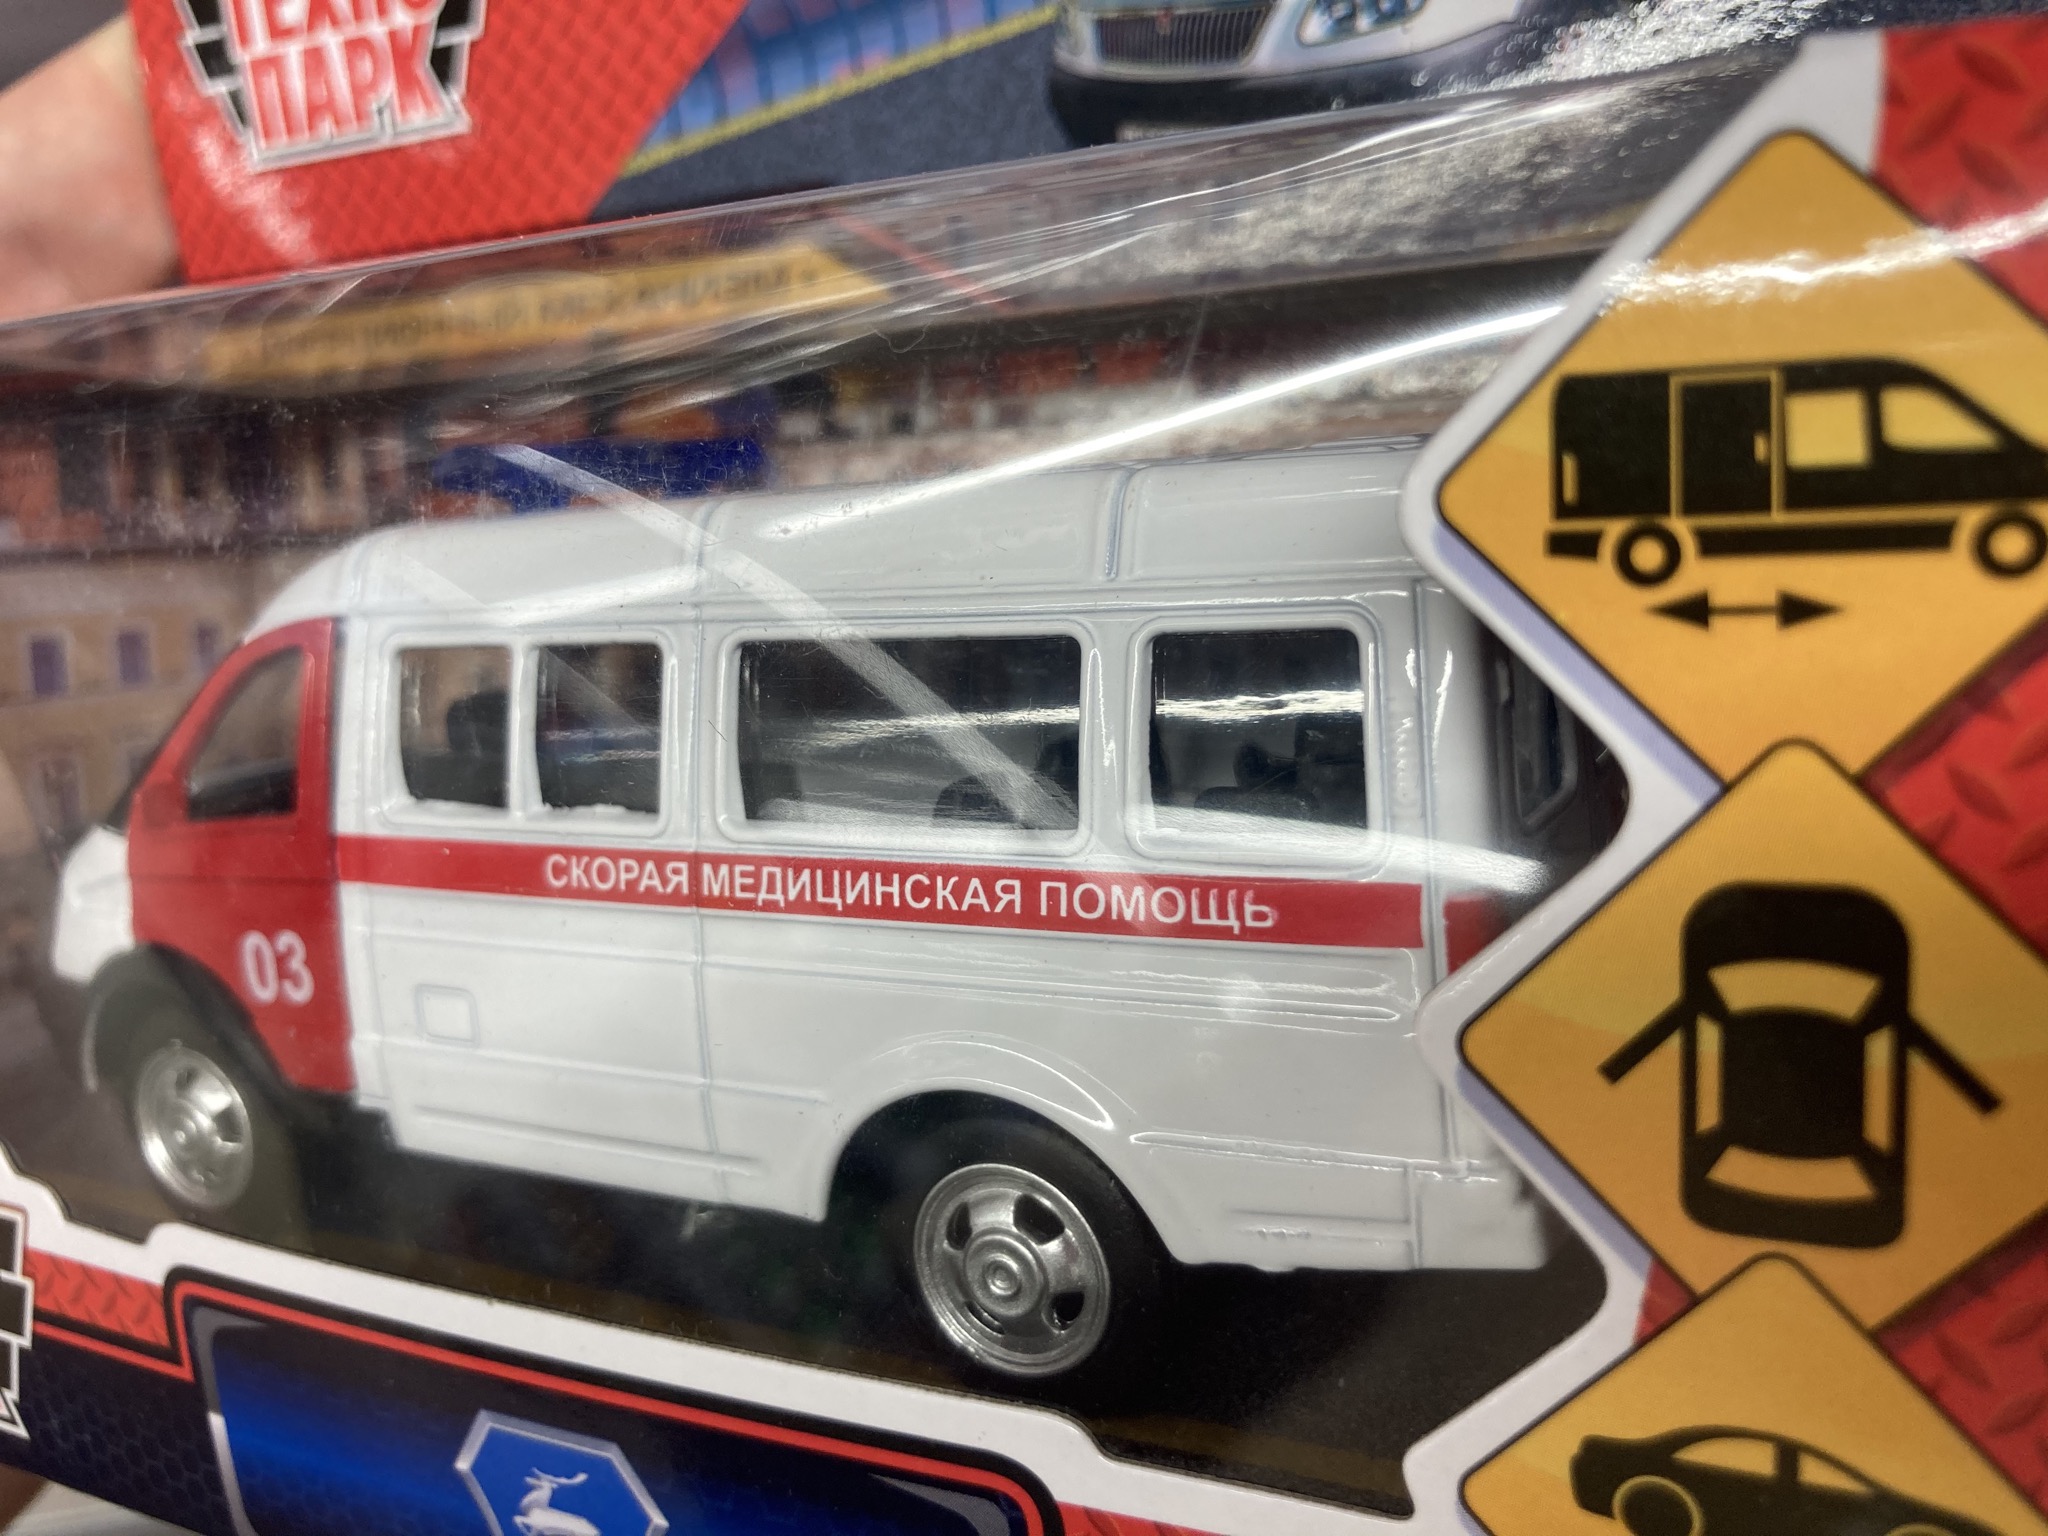 ТЕХНО
ПАРК
СКОРАЯ МЕДИЦИНСКАЯ ПОМОЩЬ
03